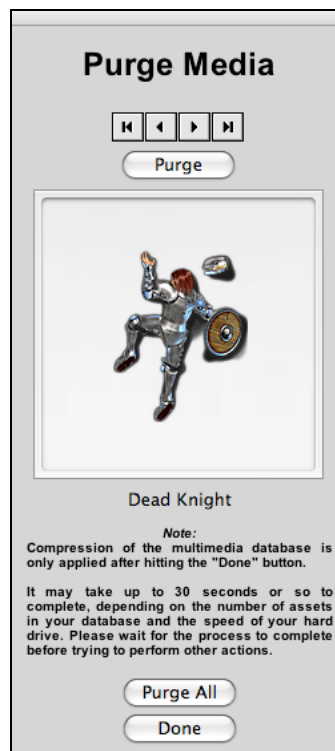 Purge Media
Purge
Dead Knight
Note:
Compression of the multimedia database is
only applied after hitting the "Done" button.
It may take up to 30 seconds or so to
complete, depending on the number of assets
in your database and the speed of your hard
drive. Please wait for the process to complete
before trying to perform other actions.
Purge All
Done